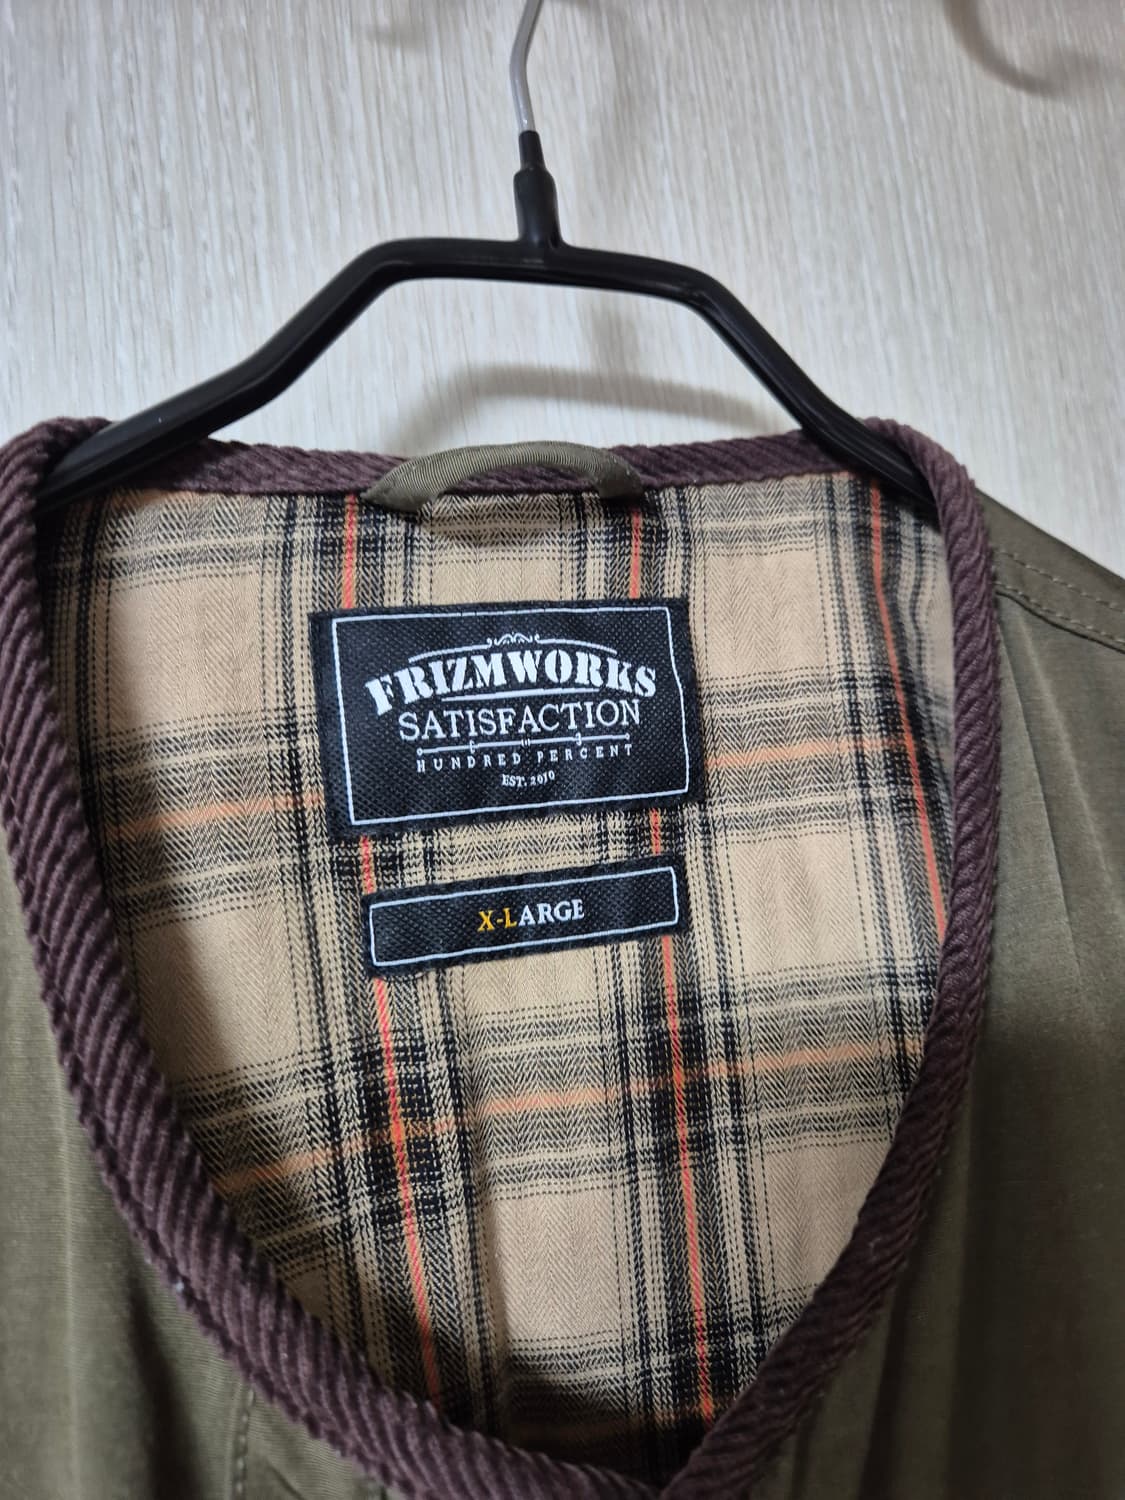 FRIZMWORKS
SATISFACTION
HUNDRED PERCENT
EST. 2010
X-LARGE